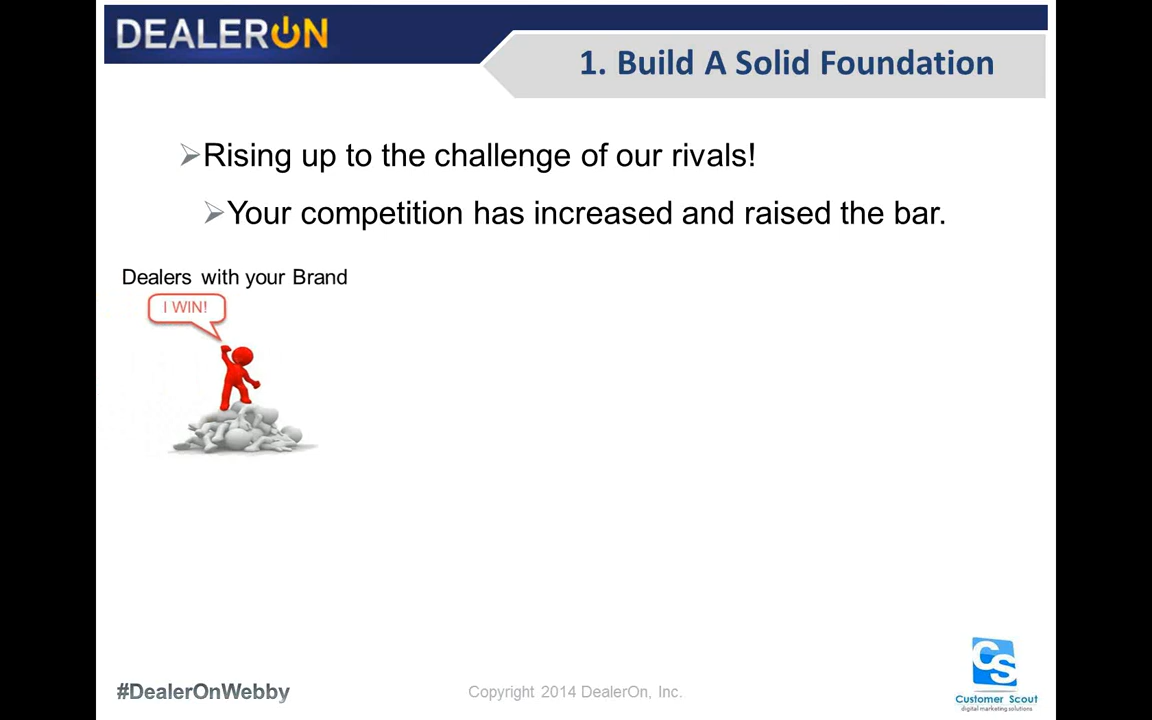 DEALERON
1. Build A Solid Foundation
Rising up to the challenge of our rivals!
Your competition has increased and raised the bar.
Dealers with your Brand
I WIN!
#DealerOnWebby
Copyright 2014 DealerOn, Inc.
CS
Customer Scout
digital marketing solutions